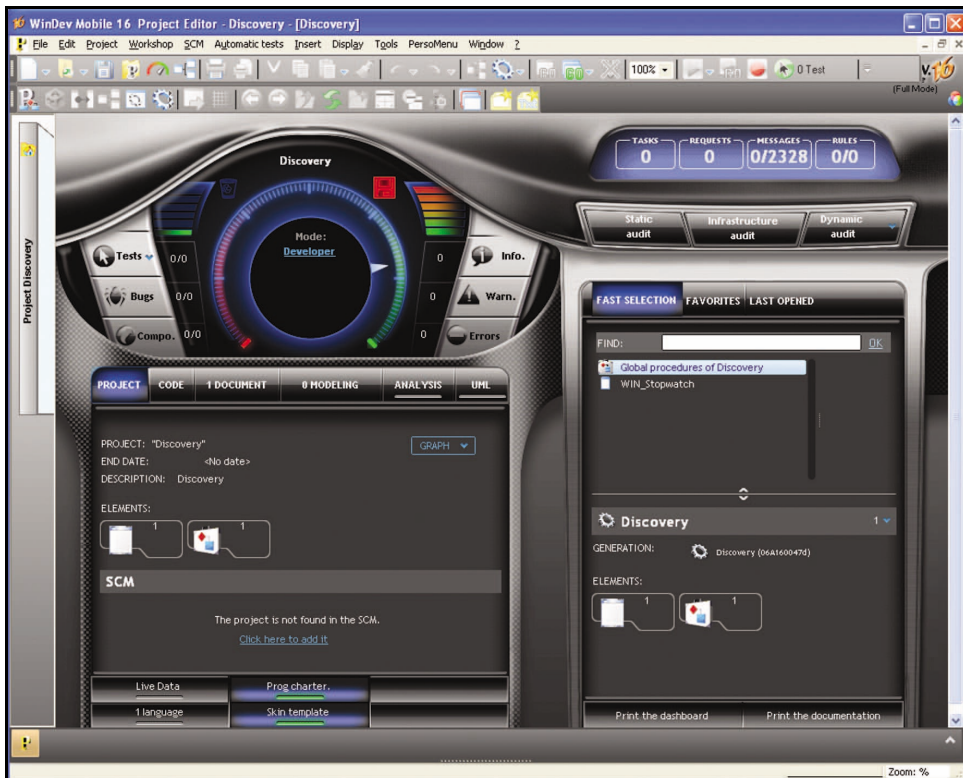 WinDev Mobile 16 Project Editor - Discovery - [Discovery]
File Edit Project Workshop SCM Automatic tests Insert Display Tools PersoMenu Window ?
100% 0 Test
V.16
(Full Mode)
Project Discovery
Discovery
Mode:
Developer
Tests 0/0
Bugs 0/0
Compo. 0/0
0 Info.
0 Warn.
0 Errors
TASKS REQUESTS MESSAGES RULES
0 0 0/2328 0/0
Static audit
Infrastructure audit
Dynamic audit
PROJECT CODE 1 DOCUMENT 0 MODELING ANALYSIS UML
PROJECT: "Discovery"
GRAPH
END DATE: <No date>
DESCRIPTION: Discovery
ELEMENTS:
1 1
SCM
The project is not found in the SCM.
Click here to add it
Live Data Prog charter.
1 language Skin template
FAST SELECTION FAVORITES LAST OPENED
FIND: OK
Global procedures of Discovery
WIN_Stopwatch
Discovery 1
GENERATION: Discovery (06A160047d)
ELEMENTS:
1 1
Print the dashboard Print the documentation
Zoom: %